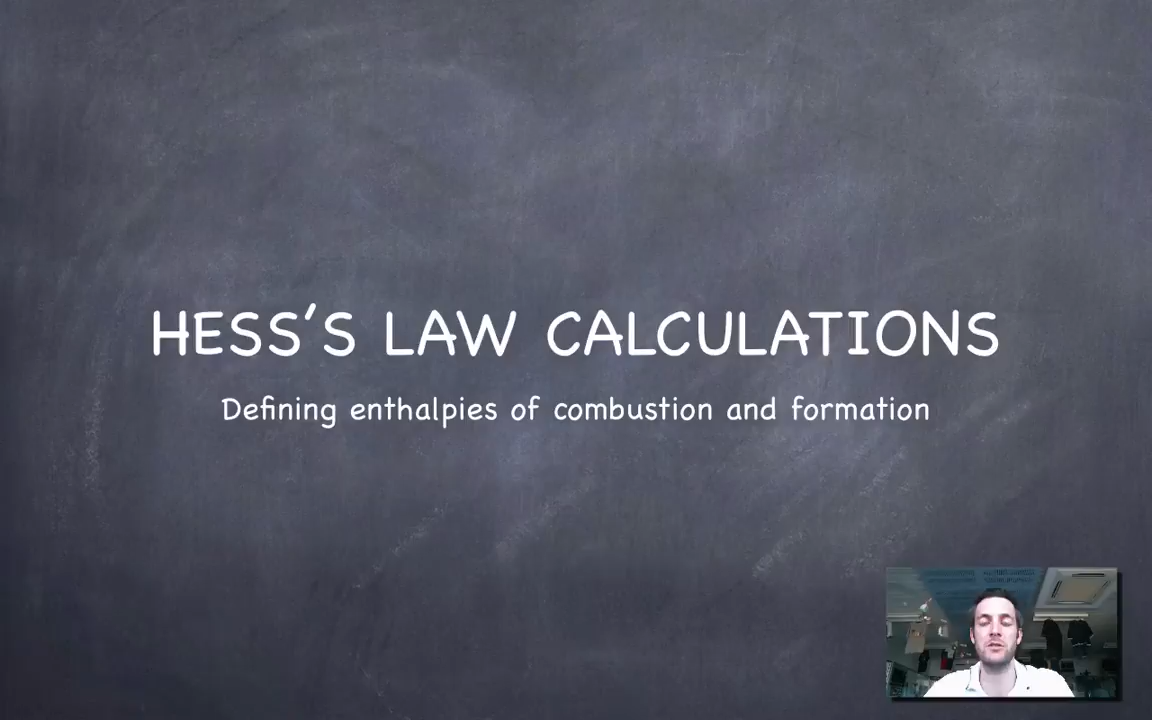 HESS'S LAW CALCULATIONS
Defining enthalpies of combustion and formation